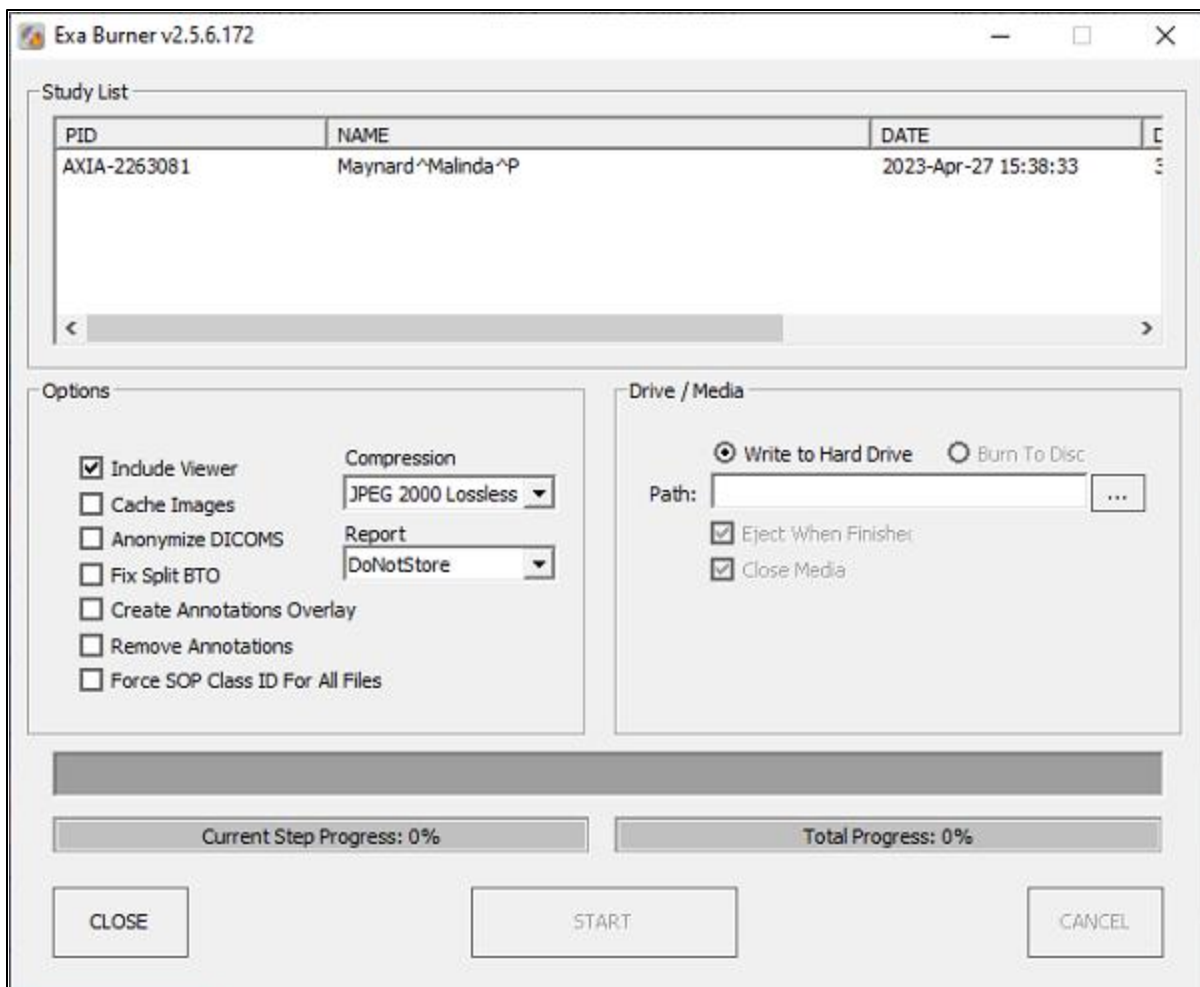 Exa Burner v2.5.6.172
Study List
PID NAME DATE
AXIA-2263081 Maynard^Malinda^P 2023-Apr-27 15:38:33
Options
Include Viewer
Cache Images
Anonymize DICOMS
Fix Split BTO
Create Annotations Overlay
Remove Annotations
Force SOP Class ID For All Files
Compression
JPEG 2000 Lossless
Report
DoNotStore
Drive / Media
Write to Hard Drive Burn To Disc
Path: ...
Eject When Finishe
Close Media
Current Step Progress: 0% Total Progress: 0%
CLOSE START CANCEL